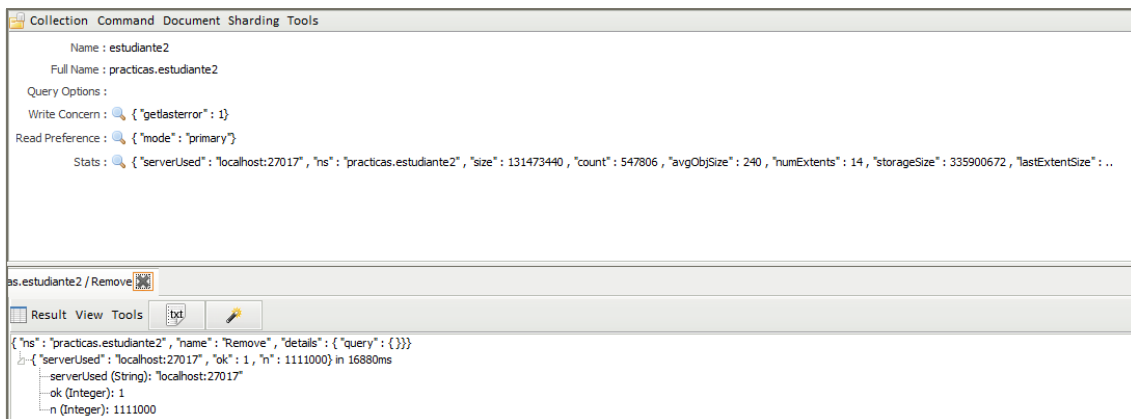 Collection Command Document Sharding Tools
Name : estudiante2
Full Name : practicas.estudiante2
Query Options :
Write Concern : { "getlasterror" : 1}
Read Preference : { "mode" : "primary"}
Stats : { "serverUsed" : "localhost:27017" , "ns" : "practicas.estudiante2" , "size" : 131473440 , "count" : 547806 , "avgObjSize" : 240 , "numExtents" : 14 , "storageSize" : 335900672 , "lastExtentSize" : ..
as.estudiante2 / Remove
Result View Tools txt
{ "ns" : "practicas.estudiante2" , "name" : "Remove" , "details" : { "query" : { }}}
{ "serverUsed" : "localhost:27017" , "ok" : 1 , "n" : 1111000} in 16880ms
serverUsed (String): "localhost:27017"
ok (Integer): 1
n (Integer): 1111000